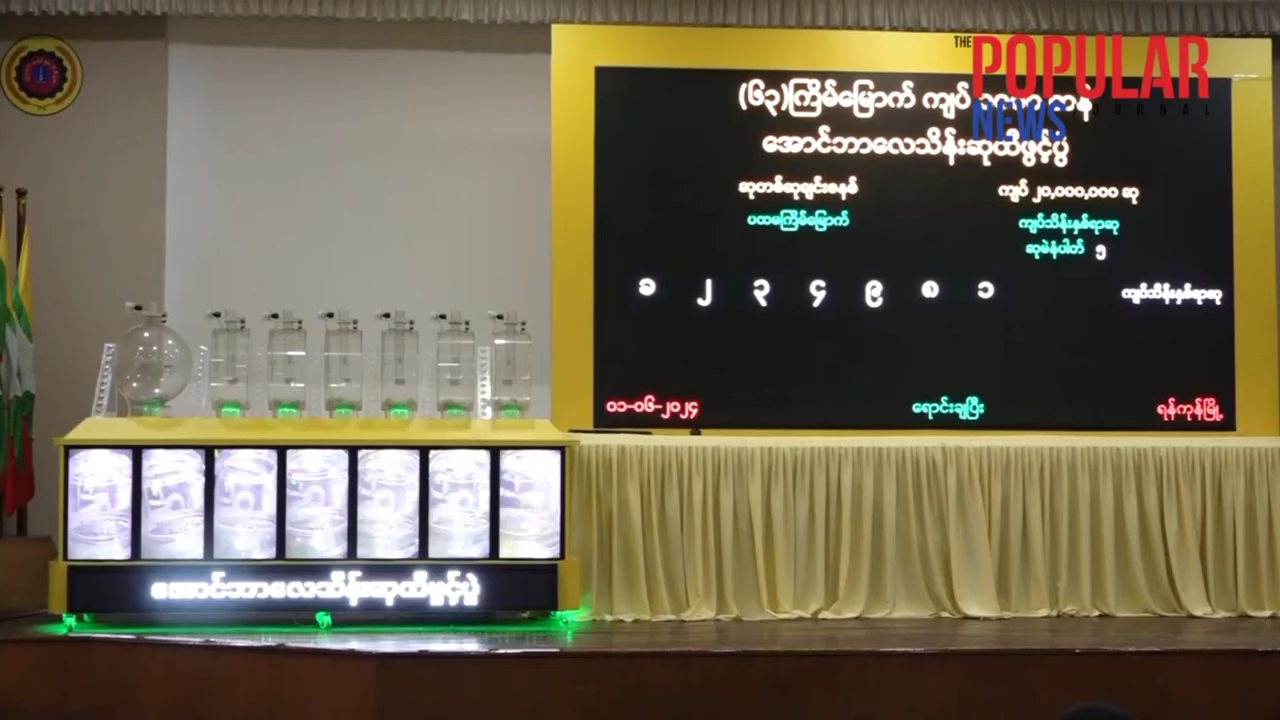 THE POPULAR
NEWS JOURNAL
(၆၃)ကြိမ်မြောက် ကျပ်
အောင်ဘာလေသိန်းဆုထီဖွင့်ပွဲ
ဆုတစ်ဆုချင်းစနစ် ကျပ် ၂၀,၀၀၀,၀၀၀ ဆု
ပထမကြိမ်မြောက် ကျပ်သိန်းနှစ်ရာဆု
ဆုမဲနံပါတ် ၅
ခ ၂ ၃ ၄ ၉ ၈ ၁ ကျပ်သိန်းနှစ်ရာဆု
၀၁-၀၆-၂၀၂၄ ရောင်းချပြီး ရန်ကုန်မြို့
အောင်ဘာလေသိန်းဆုထီဖွင့်ပွဲ